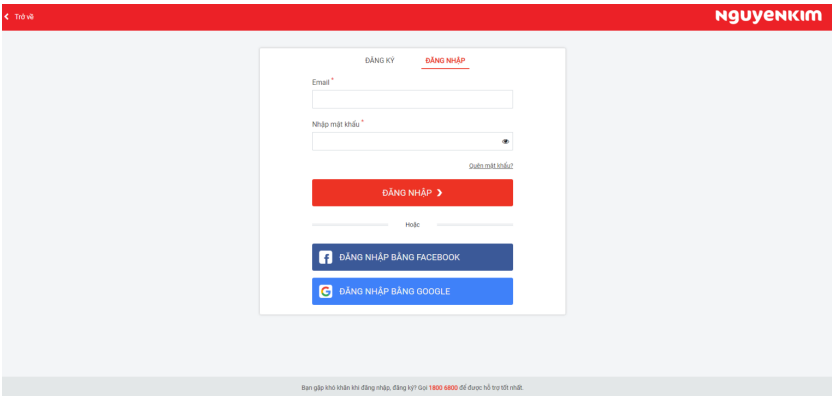 Trở về
NGUYENKIM
ĐĂNG KÝ ĐĂNG NHẬP
Email *
Nhập mật khẩu *
Quên mật khẩu?
ĐĂNG NHẬP ❯
Hoặc
ĐĂNG NHẬP BẰNG FACEBOOK
ĐĂNG NHẬP BẰNG GOOGLE
Bạn gặp khó khăn khi đăng nhập, đăng ký? Gọi 1800 6800 để được hỗ trợ tốt nhất.